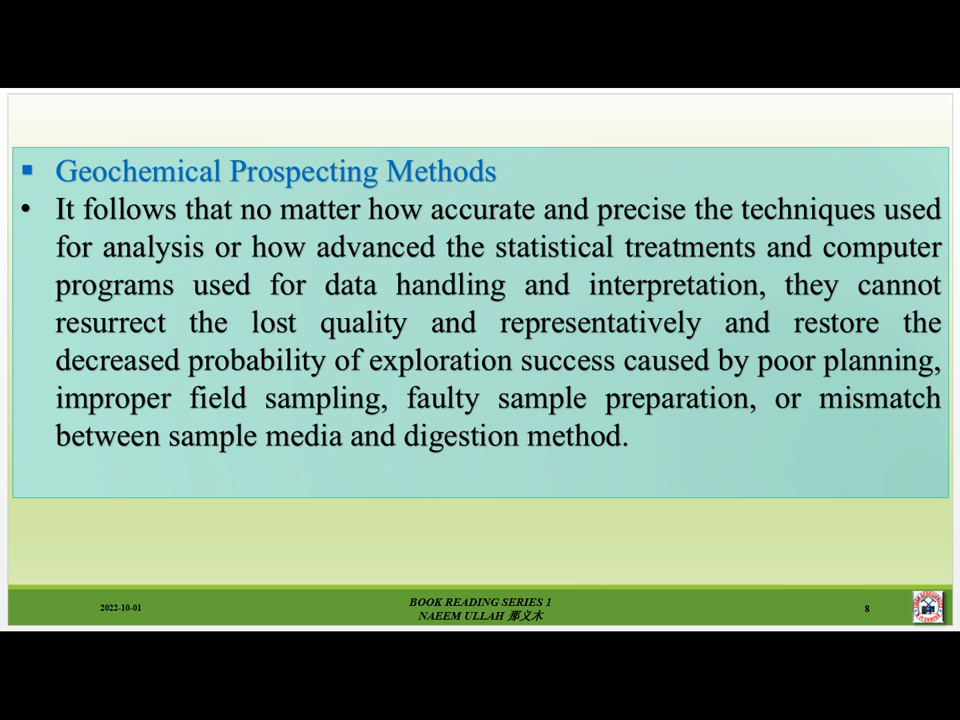 ▪ Geochemical Prospecting Methods
• It follows that no matter how accurate and precise the techniques used
for analysis or how advanced the statistical treatments and computer
programs used for data handling and interpretation, they cannot
resurrect the lost quality and representatively and restore the
decreased probability of exploration success caused by poor planning,
improper field sampling, faulty sample preparation, or mismatch
between sample media and digestion method.
2022-10-01
BOOK READING SERIES 1
NAEEM ULLAH 那义木
8